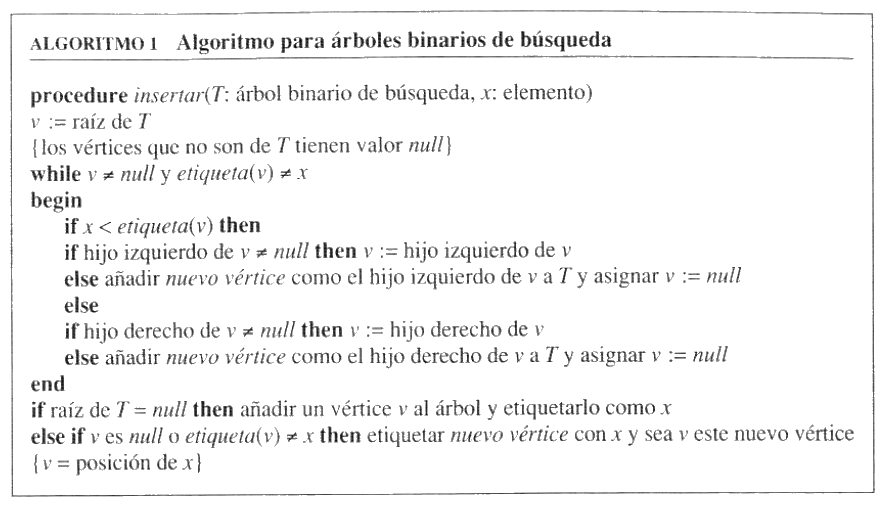 ALGORITMO 1 Algoritmo para árboles binarios de búsqueda
procedure insertar(T: árbol binario de búsqueda, x: elemento)
v := raíz de T
{los vértices que no son de T tienen valor null}
while v ≠ null y etiqueta(v) ≠ x
begin
if x < etiqueta(v) then
if hijo izquierdo de v ≠ null then v := hijo izquierdo de v
else añadir nuevo vértice como el hijo izquierdo de v a T y asignar v := null
else
if hijo derecho de v ≠ null then v := hijo derecho de v
else añadir nuevo vértice como el hijo derecho de v a T y asignar v := null
end
if raíz de T = null then añadir un vértice v al árbol y etiquetarlo como x
else if v es null o etiqueta(v) ≠ x then etiquetar nuevo vértice con x y sea v este nuevo vértice
{v = posición de x}